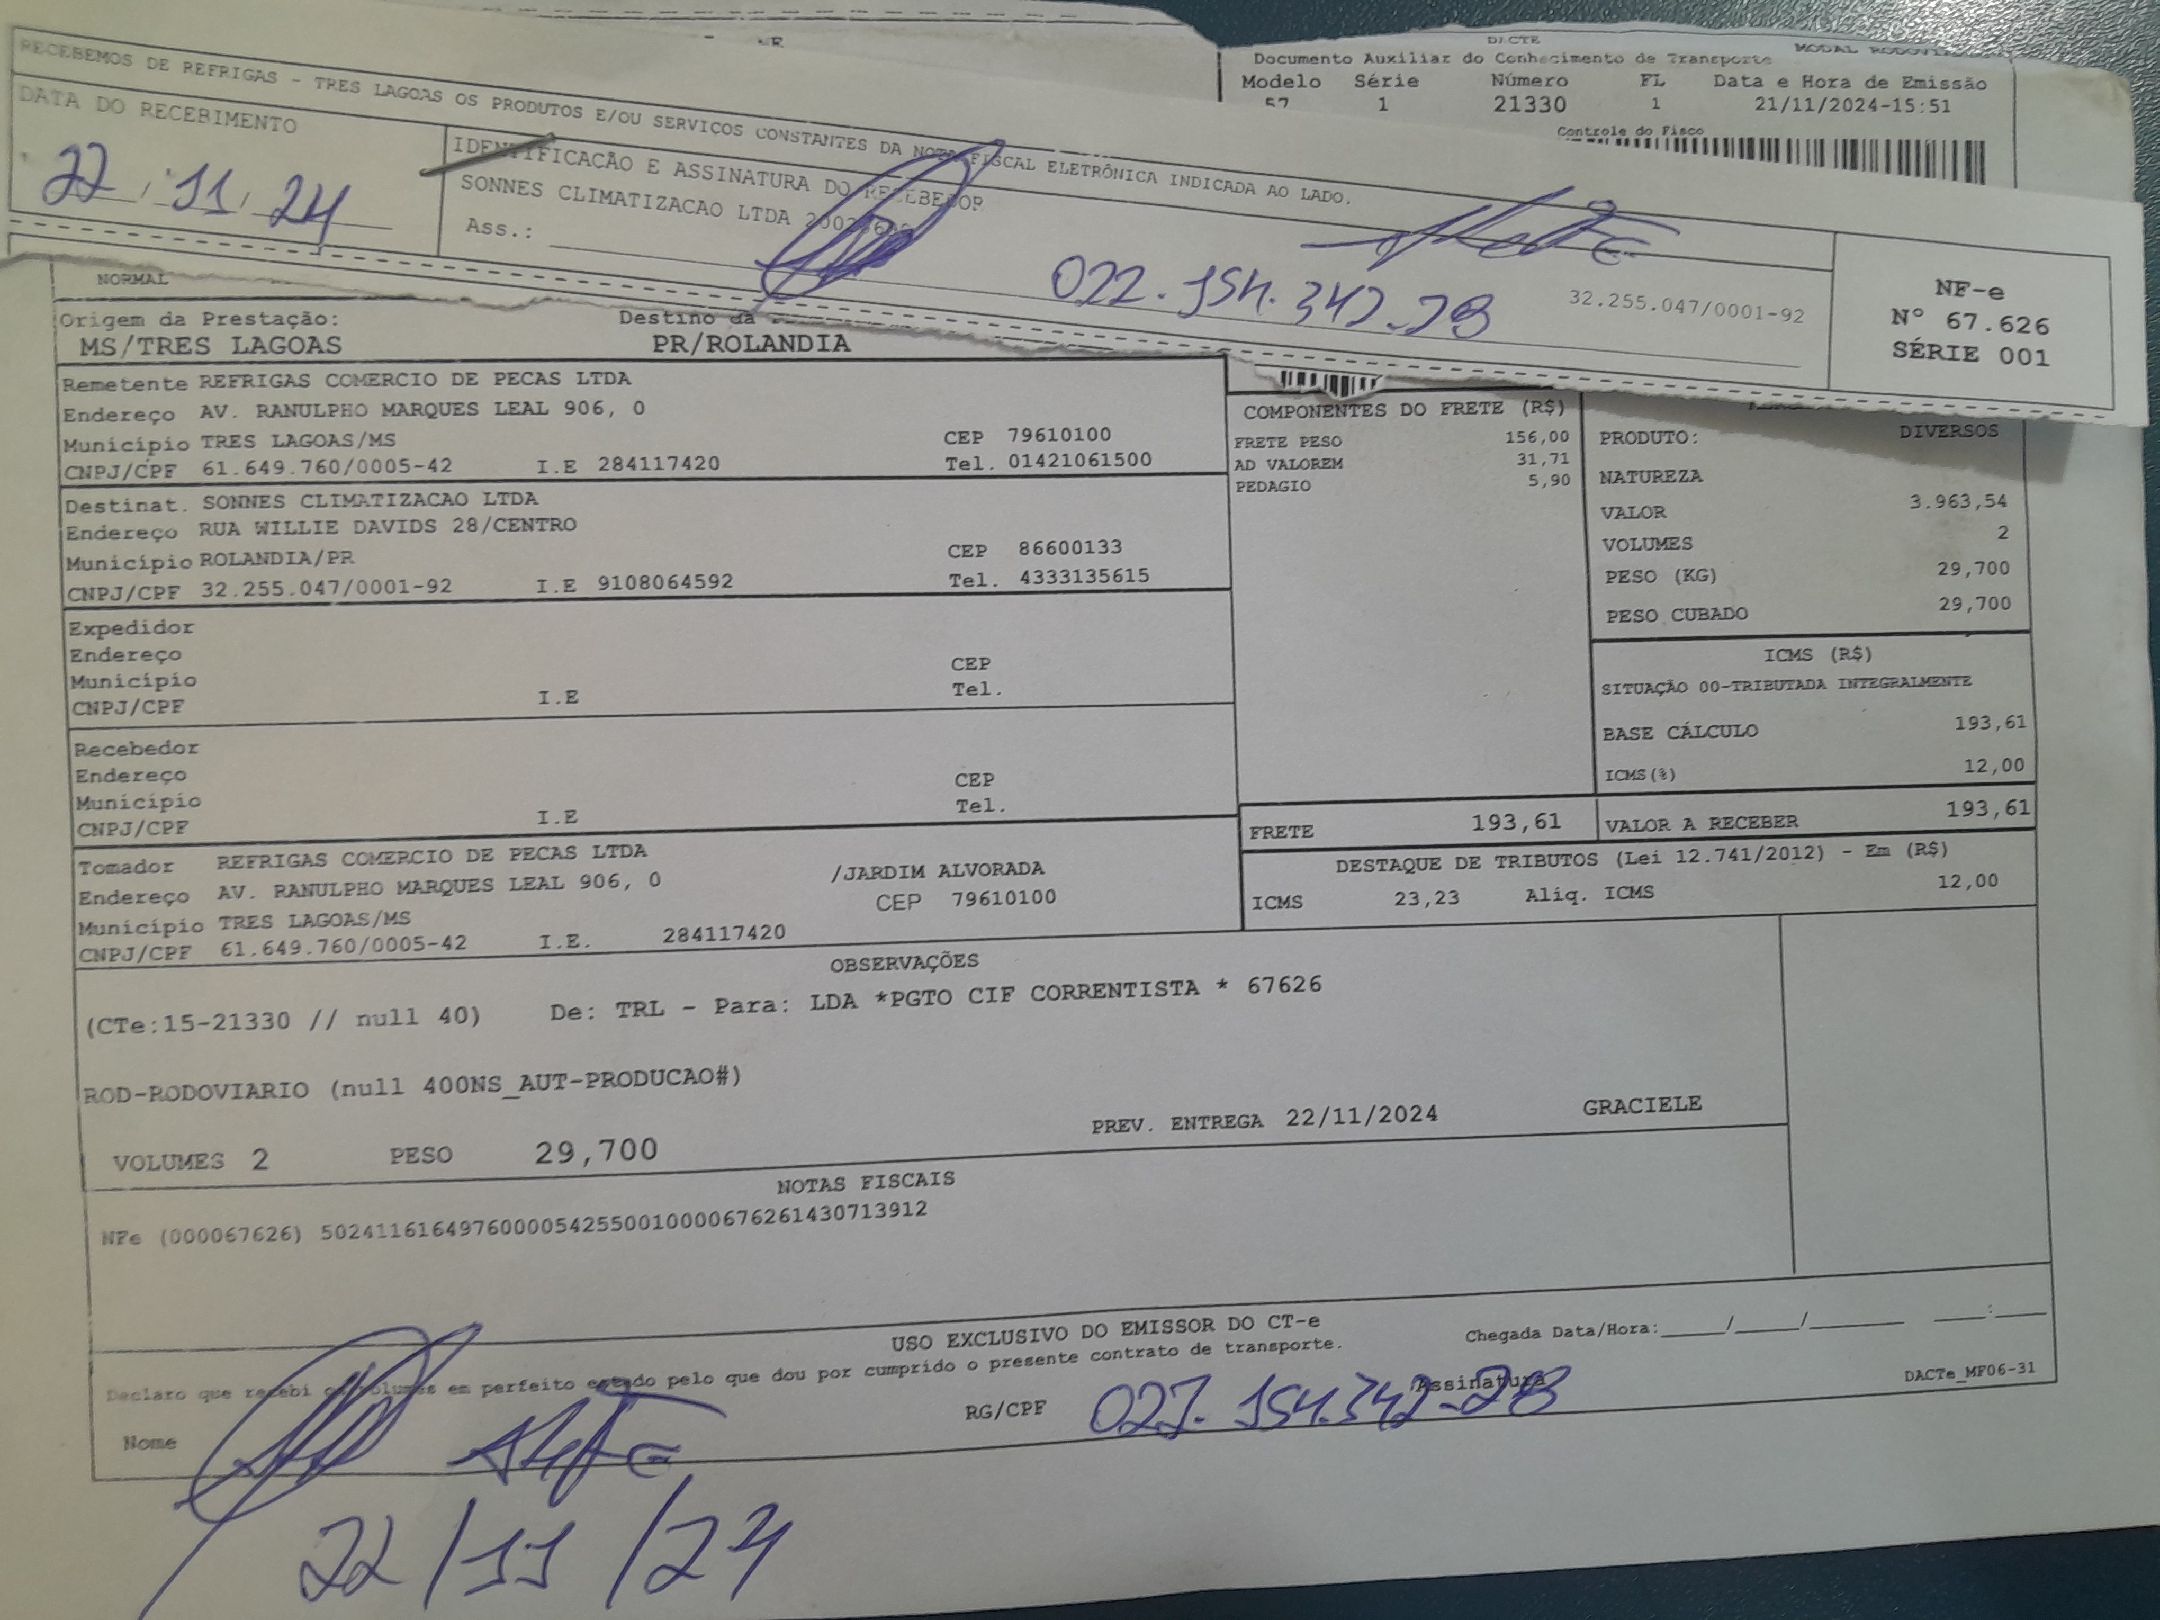 DACTE
MODAL RODOVI
Documento Auxiliar do Conhecimento de Transporte
Modelo Série Número FL Data e Hora de Emissão
57 1 21330 1 21/11/2024-15:51
Controle do Fisco
RECEBEMOS DE REFRIGAS - TRES LAGOAS OS PRODUTOS E/OU SERVIÇOS CONSTANTES DA NOTA FISCAL ELETRÔNICA INDICADA AO LADO.
DATA DO RECEBIMENTO
22/11/24
IDENTIFICAÇÃO E ASSINATURA DO RECEBEDOR
SONNES CLIMATIZACAO LTDA
Ass.:
32.255.047/0001-92
NF-e
Nº 67.626
SÉRIE 001
NORMAL
Origem da Prestação: Destino da
MS/TRES LAGOAS PR/ROLANDIA
Remetente REFRIGAS COMERCIO DE PECAS LTDA
Endereço AV. RANULPHO MARQUES LEAL 906, 0
Município TRES LAGOAS/MS CEP 79610100
CNPJ/CPF 61.649.760/0005-42 I.E 284117420 Tel. 01421061500
Destinat. SONNES CLIMATIZACAO LTDA
Endereço RUA WILLIE DAVIDS 28/CENTRO
Município ROLANDIA/PR CEP 86600133
CNPJ/CPF 32.255.047/0001-92 I.E 9108064592 Tel. 4333135615
Expedidor
Endereço
Município CEP
CNPJ/CPF I.E Tel.
Recebedor
Endereço
Município CEP
CNPJ/CPF I.E Tel.
Tomador REFRIGAS COMERCIO DE PECAS LTDA
Endereço AV. RANULPHO MARQUES LEAL 906, 0 /JARDIM ALVORADA
Município TRES LAGOAS/MS CEP 79610100
CNPJ/CPF 61.649.760/0005-42 I.E. 284117420
COMPONENTES DO FRETE (R$)
FRETE PESO 156,00
AD VALOREM 31,71
PEDAGIO 5,90
PRODUTO: DIVERSOS
NATUREZA
VALOR 3.963,54
VOLUMES 2
PESO (KG) 29,700
PESO CUBADO 29,700
ICMS (R$)
SITUAÇÃO 00-TRIBUTADA INTEGRALMENTE
BASE CÁLCULO 193,61
ICMS(%) 12,00
FRETE 193,61 VALOR A RECEBER 193,61
DESTAQUE DE TRIBUTOS (Lei 12.741/2012) - Em (R$)
ICMS 23,23 Aliq. ICMS 12,00
OBSERVAÇÕES
(CTe:15-21330 // null 40) De: TRL - Para: LDA *PGTO CIF CORRENTISTA * 67626
ROD-RODOVIARIO (null 400NS_AUT-PRODUCAO#)
PREV. ENTREGA 22/11/2024 GRACIELE
VOLUMES 2 PESO 29,700
NOTAS FISCAIS
NFe (000067626) 50241161649760000542550010000676261430713912
USO EXCLUSIVO DO EMISSOR DO CT-e
Declaro que recebi os volumes em perfeito estado pelo que dou por cumprido o presente contrato de transporte.
Chegada Data/Hora:____/____/______ ___:___
Nome RG/CPF Assinatura
DACTe_MF06-31
22/11/24